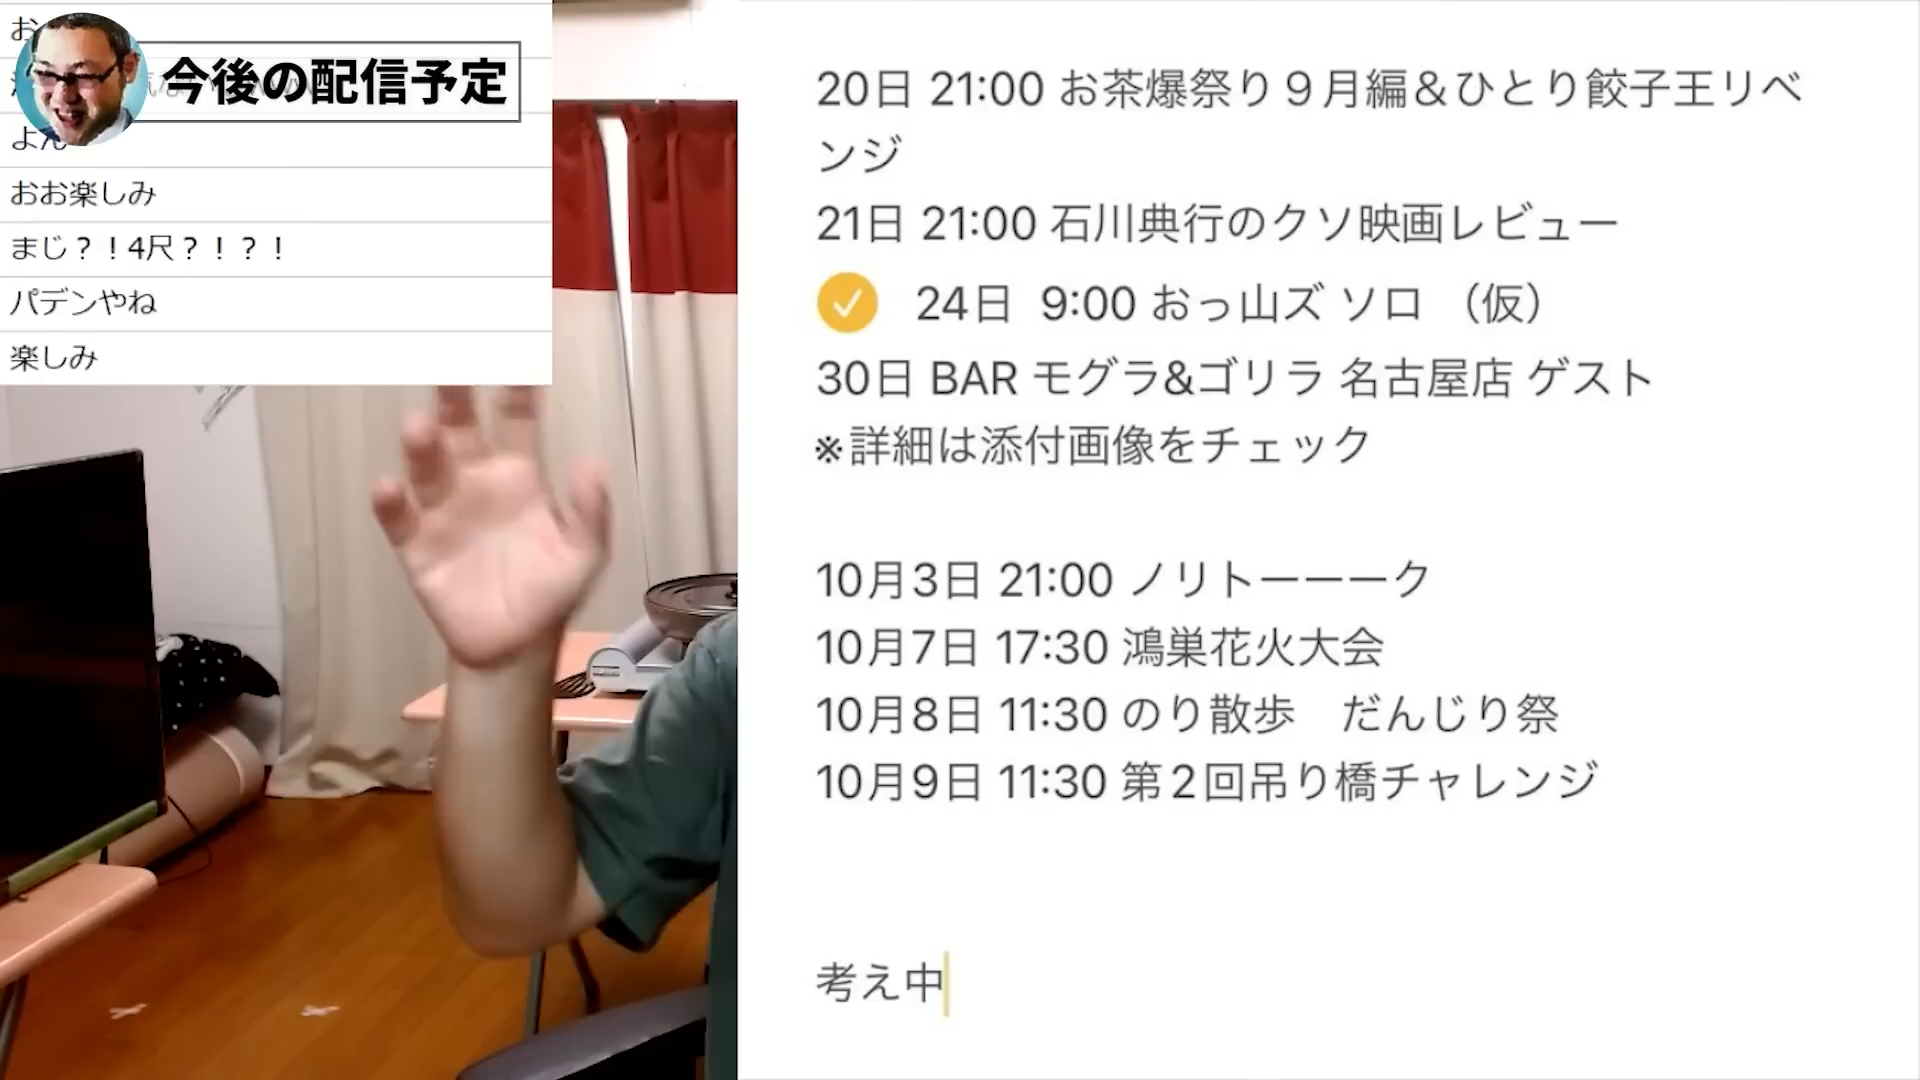 今後の配信予定
おお楽しみ
まじ？！4尺？！？！
パデンやね
楽しみ
20日 21:00 お茶爆祭り９月編＆ひとり餃子王リベ
ンジ
21日 21:00 石川典行のクソ映画レビュー
24日 9:00 おっ山ズ ソロ （仮）
30日 BAR モグラ&ゴリラ 名古屋店 ゲスト
※詳細は添付画像をチェック
10月3日 21:00 ノリトーーーク
10月7日 17:30 鴻巣花火大会
10月8日 11:30 のり散歩　だんじり祭
10月9日 11:30 第２回吊り橋チャレンジ
考え中